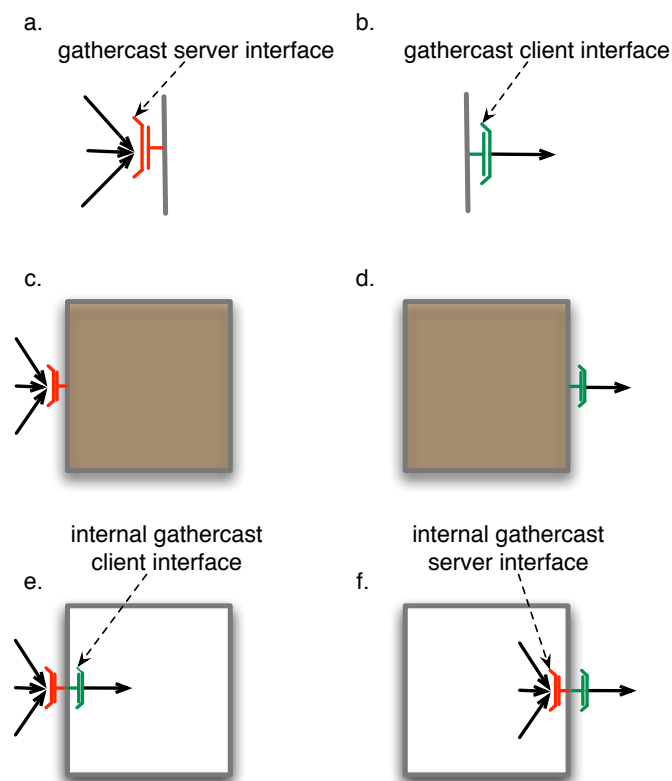 a.
gathercast server interface
b.
gathercast client interface
c.
d.
internal gathercast
client interface
e.
internal gathercast
server interface
f.